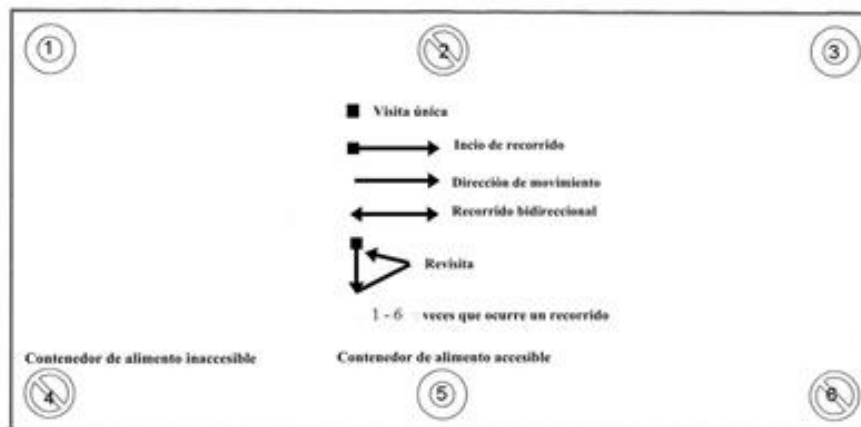 1 2 3
Visita única
Incio de recorrido
Dirección de movimiento
Recorrido bidireccional
Revisita
1 - 6 veces que ocurre un recorrido
Contenedor de alimento inaccesible Contenedor de alimento accesible
4 5 6